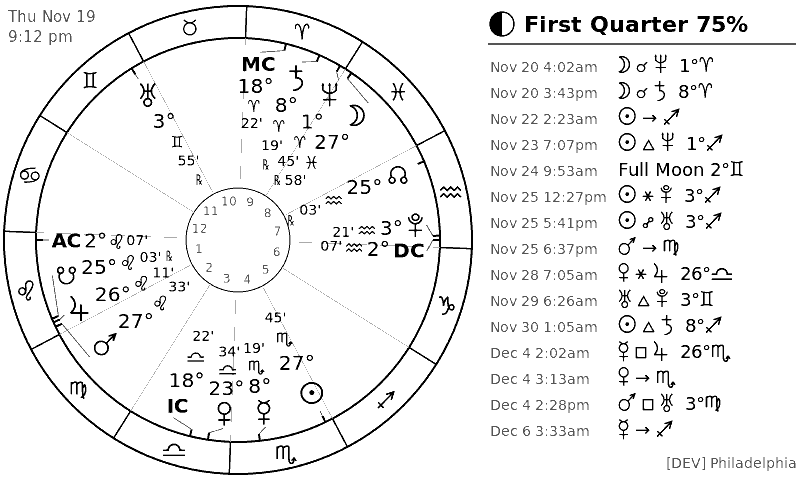 Thu Nov 19
9:12 pm
MC
18° ♈ 22'
♄ 8° ♈ 19' ℞
♆ 1° ♈ 45' ℞
☽ 27° ♓ 58'
♅ 3° ♊ 55' ℞
☊ 25° ♒ 03' ℞
♇ 3° ♒ 21'
DC 2° ♒ 07'
AC 2° ♌ 07'
☋ 25° ♌ 03' ℞
♃ 26° ♌ 11'
♂ 27° ♌ 33'
IC 18° ♎ 22'
♀ 23° ♎ 34'
☿ 8° ♏ 19'
☉ 27° ♏ 45'
♈ ♉ ♊ ♋ ♌ ♍ ♎ ♏ ♐ ♑ ♒ ♓
1 2 3 4 5 6 7 8 9 10 11 12
First Quarter 75%
Nov 20 4:02am ☽ ☌ ♆ 1°♈
Nov 20 3:43pm ☽ ☌ ♄ 8°♈
Nov 22 2:23am ☉ → ♐
Nov 23 7:07pm ☉ △ ♆ 1°♐
Nov 24 9:53am Full Moon 2°♊
Nov 25 12:27pm ☉ ⚹ ♇ 3°♐
Nov 25 5:41pm ☉ ☍ ♅ 3°♐
Nov 25 6:37pm ♂ → ♍
Nov 28 7:05am ♀ ⚹ ♃ 26°♎
Nov 29 6:26am ♅ △ ♇ 3°♊
Nov 30 1:05am ☉ △ ♄ 8°♐
Dec 4 2:02am ☿ □ ♃ 26°♏
Dec 4 3:13am ♀ → ♏
Dec 4 2:28pm ♂ □ ♅ 3°♍
Dec 6 3:33am ☿ → ♐
[DEV] Philadelphia